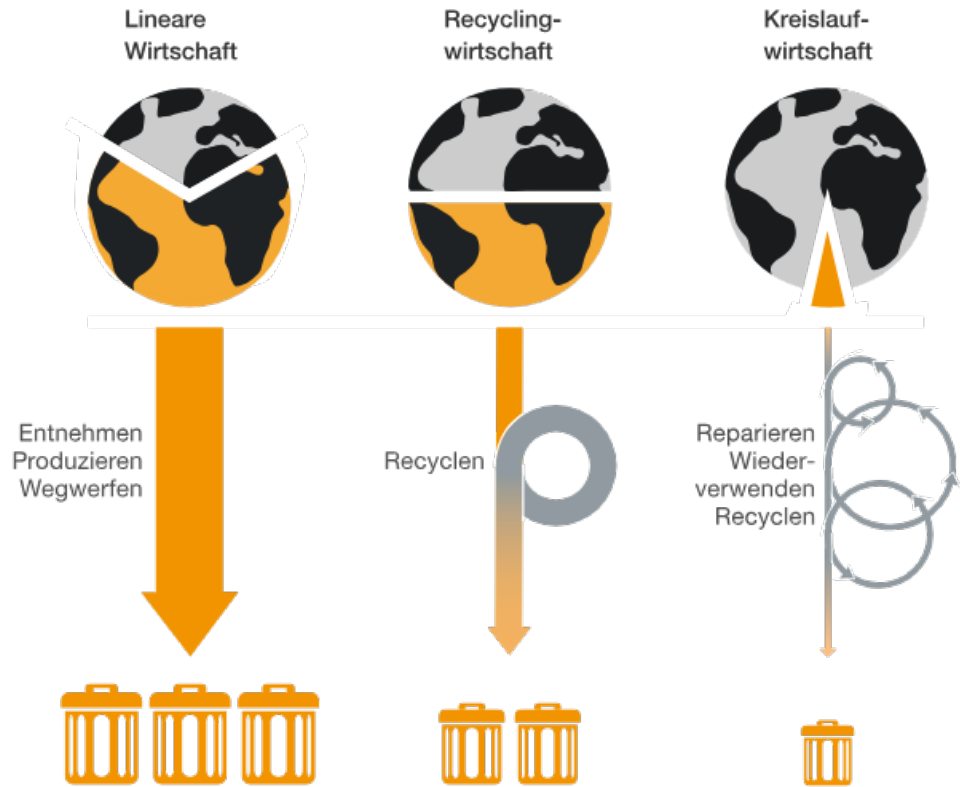 Lineare
Wirtschaft
Recycling-
wirtschaft
Kreislauf-
wirtschaft
Entnehmen
Produzieren
Wegwerfen
Recyclen
Reparieren
Wieder-
verwenden
Recyclen